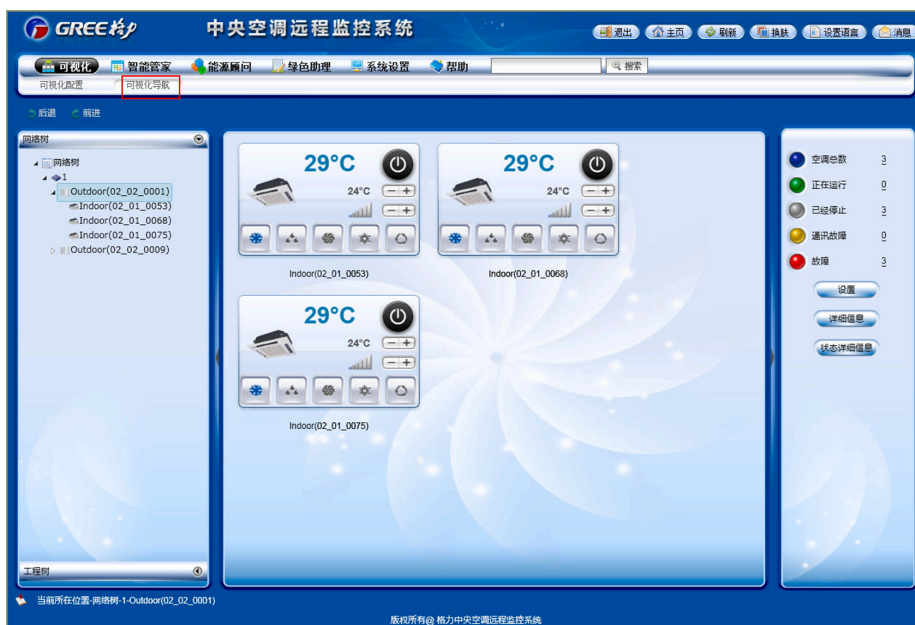 GREE格力 中央空调远程监控系统 退出 主页 刷新 换肤 设置语言 消息
可视化 智能管家 能源顾问 绿色助理 系统设置 帮助 搜索
可视化配置 可视化导航
后退 前进
网络树
网络树
1
Outdoor(02_02_0001)
Indoor(02_01_0053)
Indoor(02_01_0068)
Indoor(02_01_0075)
Outdoor(02_02_0009)
工程树
29°C
24°C
Indoor(02_01_0053)
29°C
24°C
Indoor(02_01_0068)
29°C
24°C
Indoor(02_01_0075)
空调总数 3
正在运行 0
已经停止 3
通讯故障 0
故障 3
设置
详细信息
状态详细信息
当前所在位置-网络树-1-Outdoor(02_02_0001)
版权所有@ 格力中央空调远程监控系统